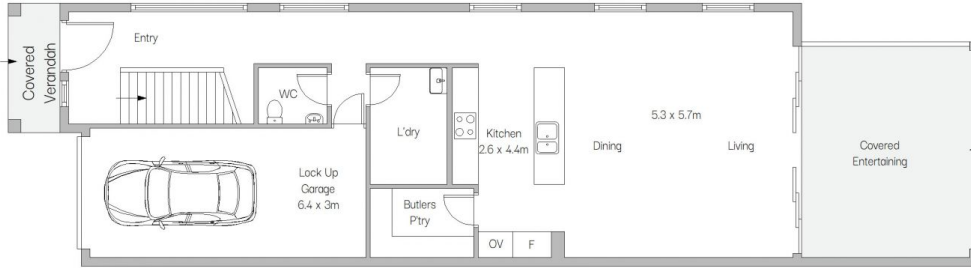 Covered
Verandah
Entry
WC
L'dry
Kitchen
2.6 x 4.4m
5.3 x 5.7m
Dining
Living
Covered
Entertaining
Lock Up
Garage
6.4 x 3m
Butlers
P'try
OV
F